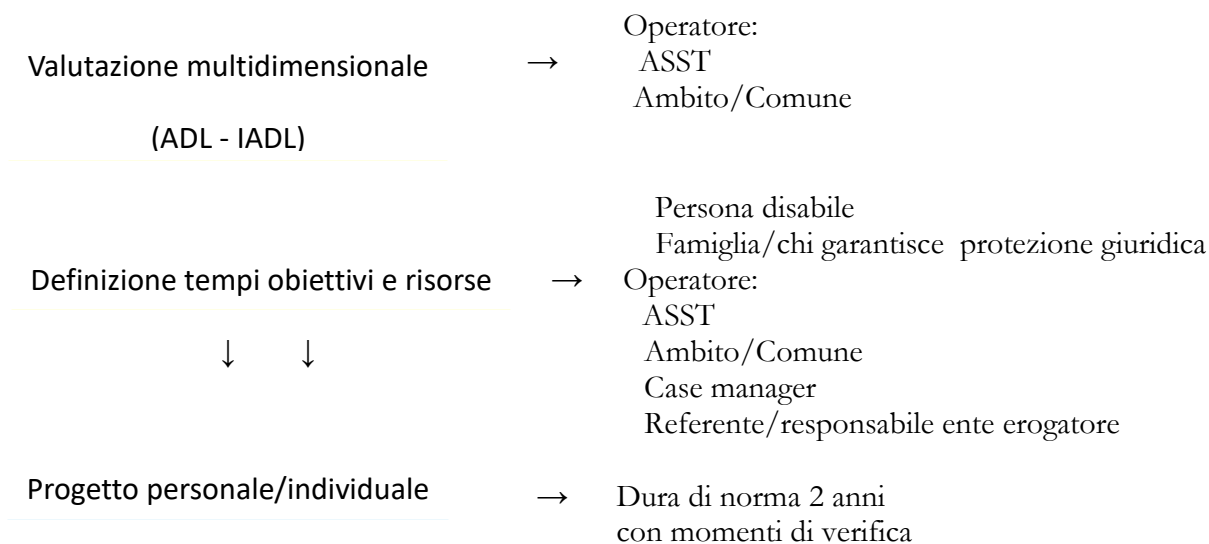 Valutazione multidimensionale → Operatore:
ASST
Ambito/Comune
(ADL - IADL)
Persona disabile
Famiglia/chi garantisce protezione giuridica
Definizione tempi obiettivi e risorse → Operatore:
ASST
↓ ↓
Ambito/Comune
Case manager
Referente/responsabile ente erogatore
Progetto personale/individuale → Dura di norma 2 anni
con momenti di verifica